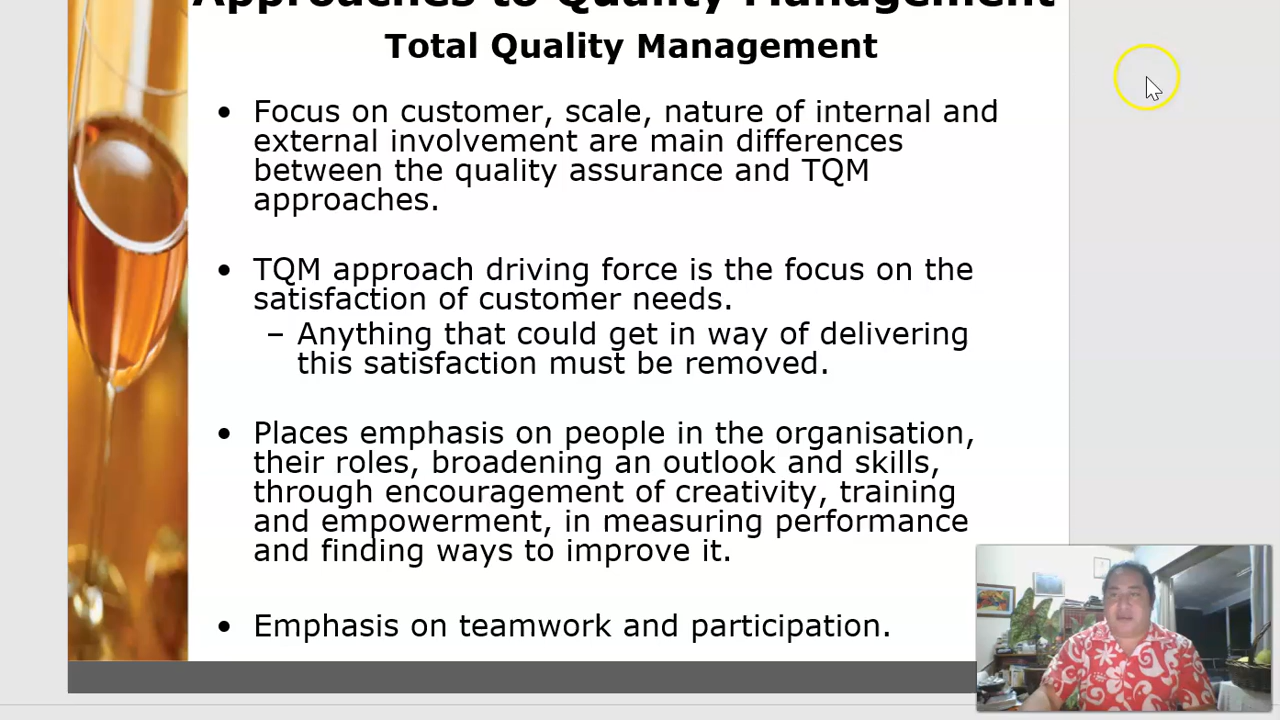 Approaches to Quality Management
Total Quality Management
• Focus on customer, scale, nature of internal and
external involvement are main differences
between the quality assurance and TQM
approaches.
• TQM approach driving force is the focus on the
satisfaction of customer needs.
– Anything that could get in way of delivering
this satisfaction must be removed.
• Places emphasis on people in the organisation,
their roles, broadening an outlook and skills,
through encouragement of creativity, training
and empowerment, in measuring performance
and finding ways to improve it.
• Emphasis on teamwork and participation.